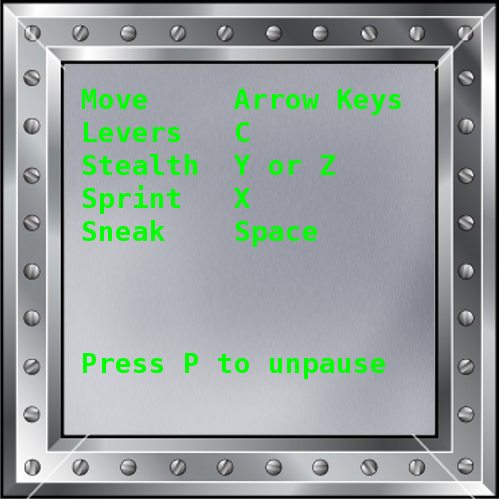 Move Arrow Keys
Levers C
Stealth Y or Z
Sprint X
Sneak Space
Press P to unpause